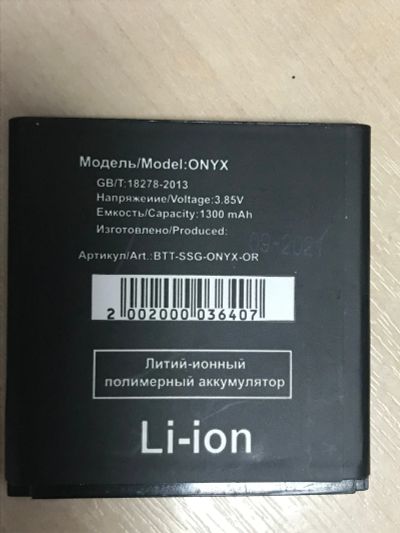 Модель/Model:ONYX
GB/T:18278-2013
Напряжение/Voltage:3.85V
Емкость/Capacity:1300 mAh
Изготовлено/Produced: 09-2021
Артикул/Art.:BTT-SSG-ONYX-OR
2 002000 036407
Литий-ионный
полимерный аккумулятор
Li-ion